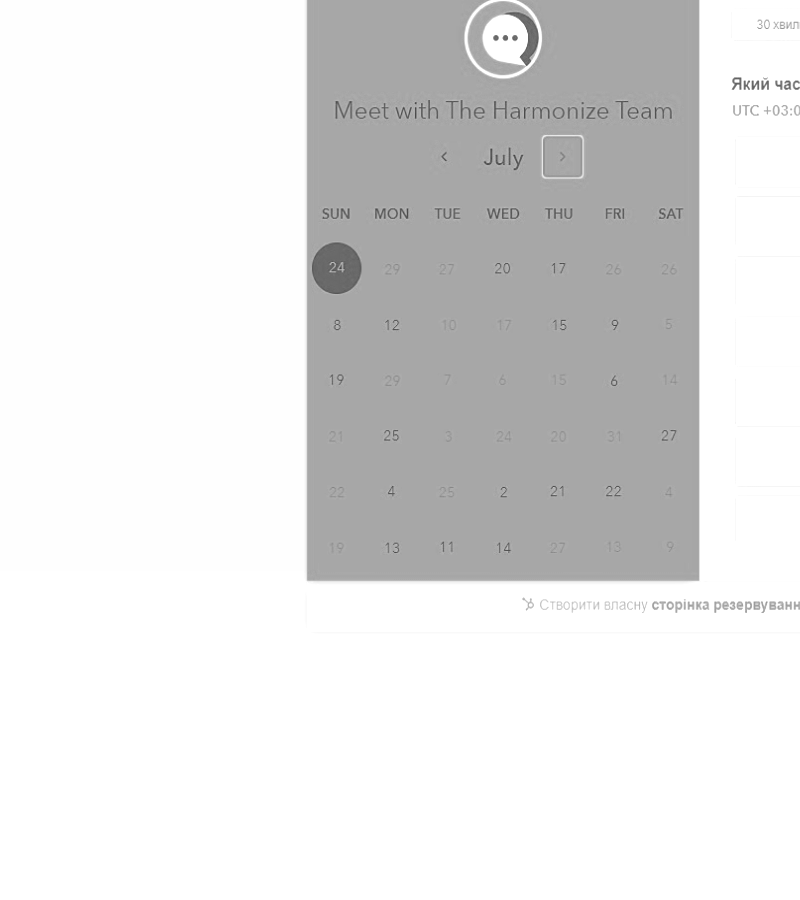 30 хвил
Meet with The Harmonize Team
Який час
UTC +03:0
July
SUN MON TUE WED THU FRI SAT
24 29 27 20 17 26 26
8 12 10 17 15 9 5
19 29 7 6 15 6 14
21 25 3 24 20 31 27
22 4 25 2 21 22 4
19 13 11 14 27 13 9
Створити власну сторінка резервуванн